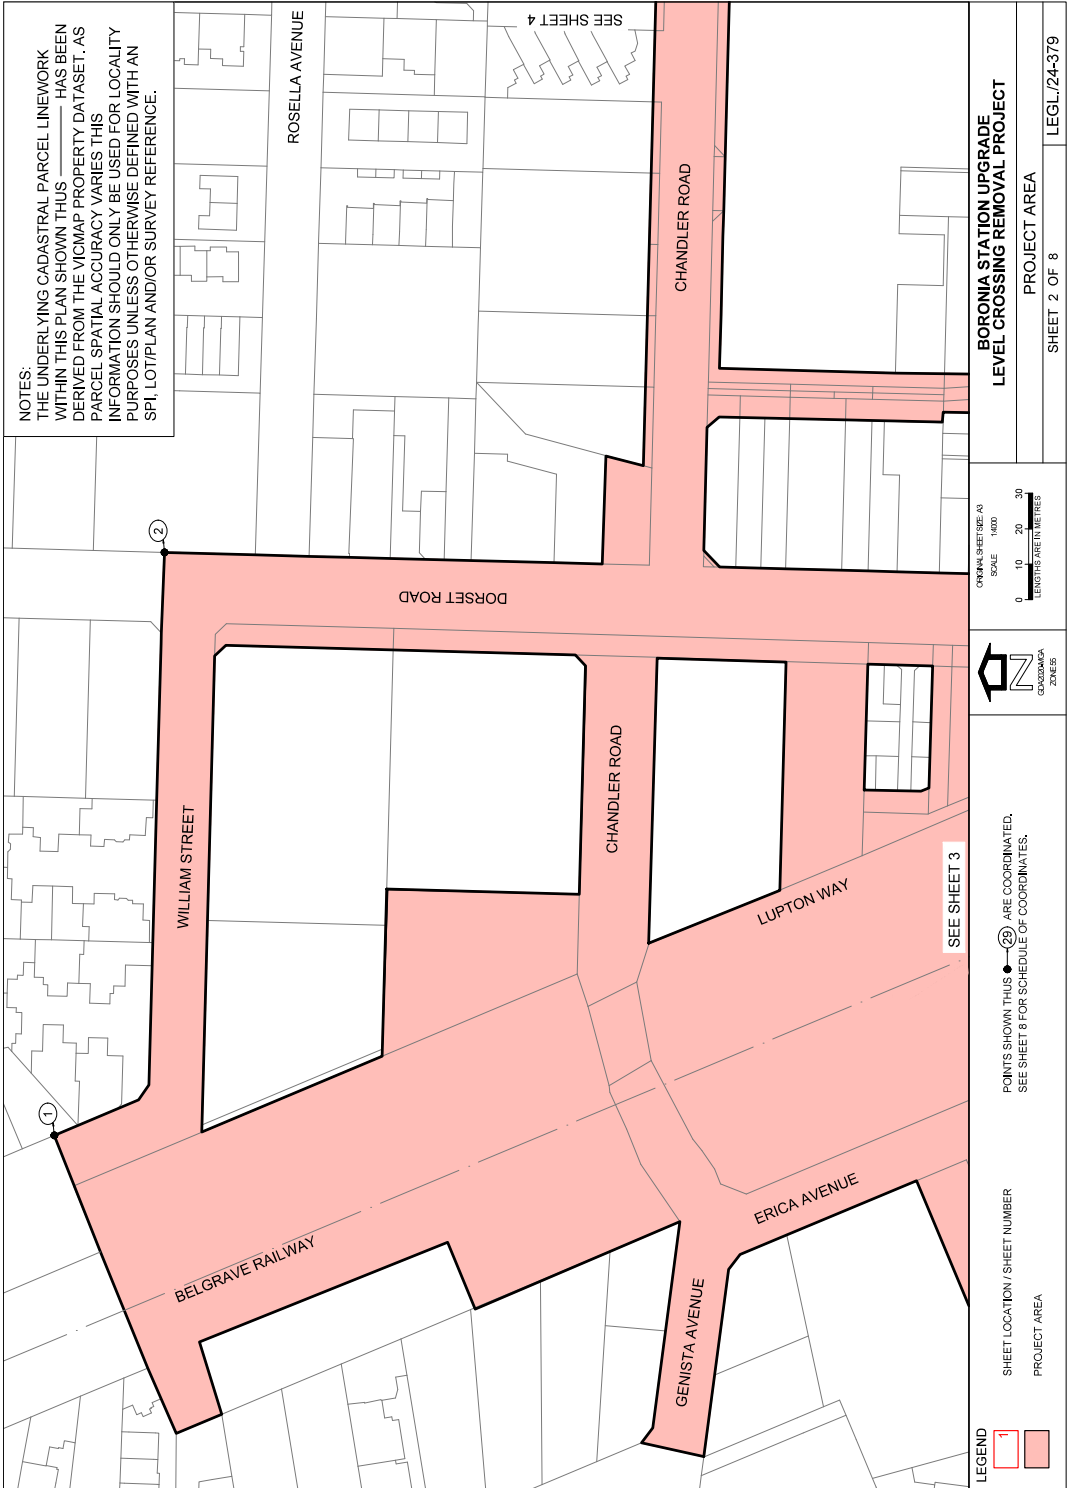 NOTES:
THE UNDERLYING CADASTRAL PARCEL LINEWORK
WITHIN THIS PLAN SHOWN THUS ——— HAS BEEN
DERIVED FROM THE VICMAP PROPERTY DATASET. AS
PARCEL SPATIAL ACCURACY VARIES THIS
INFORMATION SHOULD ONLY BE USED FOR LOCALITY
PURPOSES UNLESS OTHERWISE DEFINED WITH AN
SPI, LOT/PLAN AND/OR SURVEY REFERENCE.
ROSELLA AVENUE
SEE SHEET 4
CHANDLER ROAD
2
DORSET ROAD
WILLIAM STREET
CHANDLER ROAD
LUPTON WAY
SEE SHEET 3
1
BELGRAVE RAILWAY
ERICA AVENUE
GENISTA AVENUE
LEGEND
1
SHEET LOCATION / SHEET NUMBER
PROJECT AREA
POINTS SHOWN THUS 29 ARE COORDINATED.
SEE SHEET 8 FOR SCHEDULE OF COORDINATES.
N
GDA2020 MGA
ZONE 55
ORIGINAL SHEET SIZE: A3
SCALE 1:1000
0 10 20 30
LENGTHS ARE IN METRES
BORONIA STATION UPGRADE
LEVEL CROSSING REMOVAL PROJECT
PROJECT AREA
SHEET 2 OF 8
LEGL./24-379